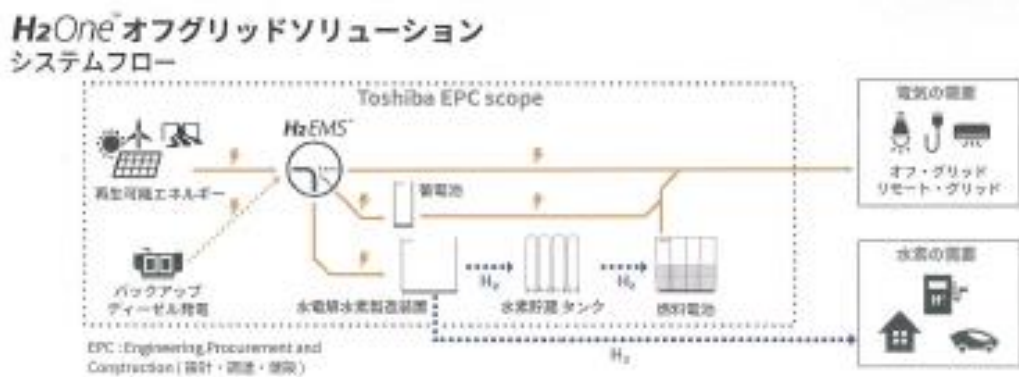 H2One™オフグリッドソリューション
システムフロー
Toshiba EPC scope
H2EMS™
再生可能エネルギー
バックアップ
ディーゼル発電
蓄電池
水電解水素製造装置
H₂
水素貯蔵 タンク
H₂
燃料電池
H₂
電気の需要
オフ・グリッド
リモート・グリッド
水素の需要
EPC : Engineering,Procurement and
Construction ( 設計・調達・建設 )